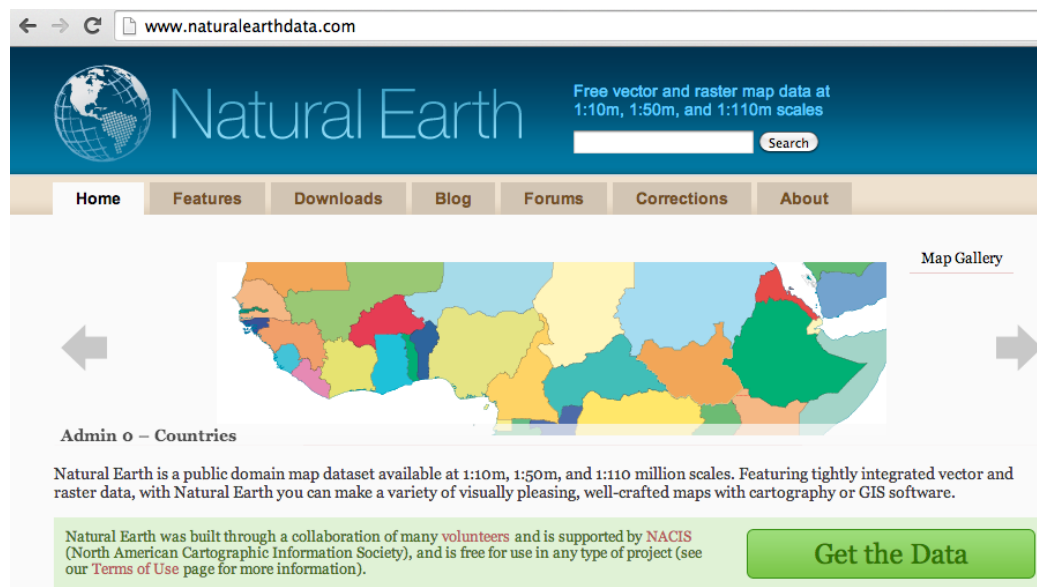 www.naturalearthdata.com
Natural Earth
Free vector and raster map data at
1:10m, 1:50m, and 1:110m scales
Search
Home Features Downloads Blog Forums Corrections About
Map Gallery
Admin 0 – Countries
Natural Earth is a public domain map dataset available at 1:10m, 1:50m, and 1:110 million scales. Featuring tightly integrated vector and
raster data, with Natural Earth you can make a variety of visually pleasing, well-crafted maps with cartography or GIS software.
Natural Earth was built through a collaboration of many volunteers and is supported by NACIS
(North American Cartographic Information Society), and is free for use in any type of project (see
our Terms of Use page for more information).
Get the Data